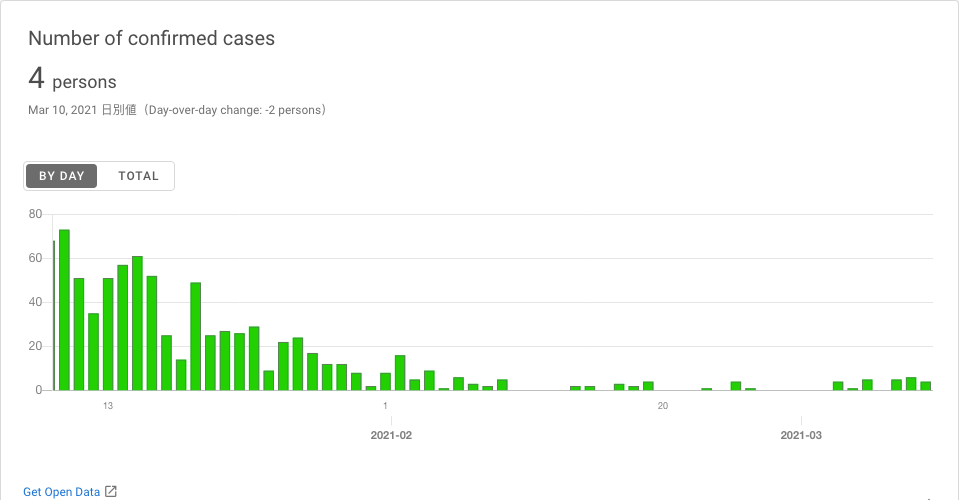 Number of confirmed cases
4 persons
Mar 10, 2021 日別値（Day-over-day change: -2 persons）
BY DAY TOTAL
80
60
40
20
0
13 1 20
2021-02 2021-03
Get Open Data